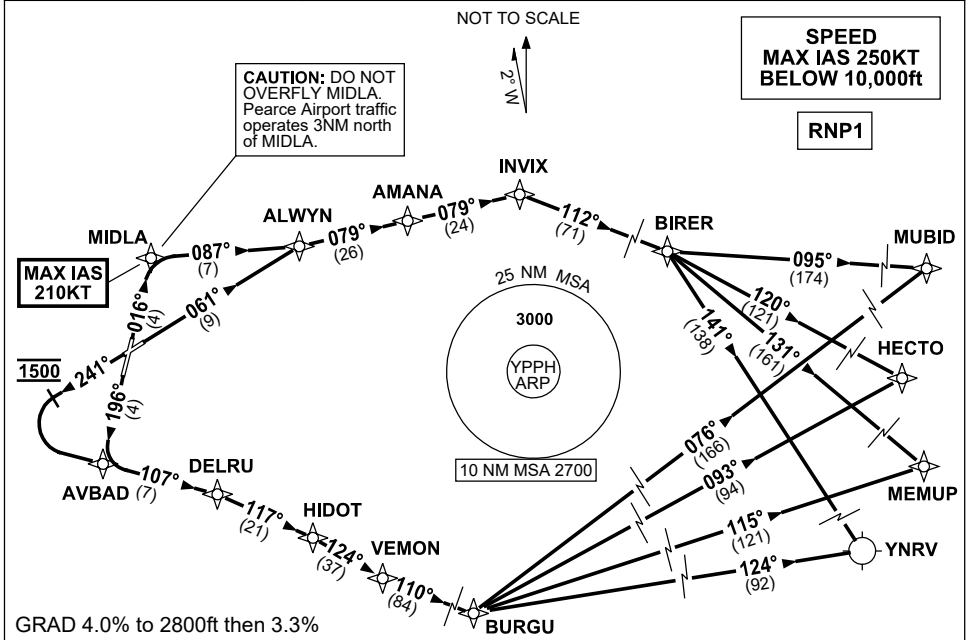 NOT TO SCALE
2° W
SPEED
MAX IAS 250KT
BELOW 10,000ft
RNP1
CAUTION: DO NOT
OVERFLY MIDLA.
Pearce Airport traffic
operates 3NM north
of MIDLA.
INVIX
AMANA
ALWYN
MIDLA
BIRER
MUBID
079°
(24)
112°
(71)
079°
(26)
087°
(7)
095°
(174)
MAX IAS
210KT
25 NM MSA
3000
YPPH
ARP
10 NM MSA 2700
016°
(4)
061°
(9)
120°
(121)
141°
(138)
131°
(161)
HECTO
1500
241°
196°
(4)
AVBAD
107°
(7)
DELRU
117°
(21)
HIDOT
124°
(37)
VEMON
110°
(84)
BURGU
076°
(166)
093°
(94)
115°
(121)
124°
(92)
MEMUP
YNRV
GRAD 4.0% to 2800ft then 3.3%